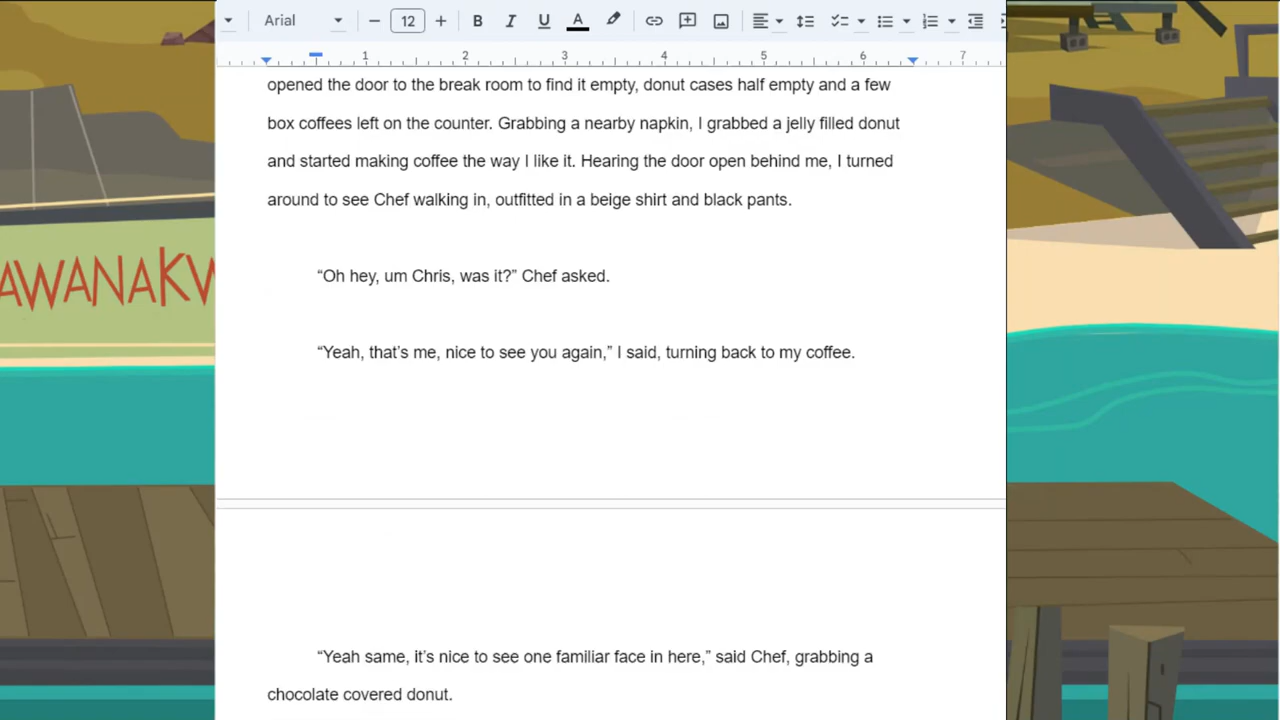 Arial
12
B I U A
1 2 3 4 5 6 7
opened the door to the break room to find it empty, donut cases half empty and a few
box coffees left on the counter. Grabbing a nearby napkin, I grabbed a jelly filled donut
and started making coffee the way I like it. Hearing the door open behind me, I turned
around to see Chef walking in, outfitted in a beige shirt and black pants.
AWANAKW
“Oh hey, um Chris, was it?” Chef asked.
“Yeah, that’s me, nice to see you again,” I said, turning back to my coffee.
“Yeah same, it’s nice to see one familiar face in here,” said Chef, grabbing a
chocolate covered donut.